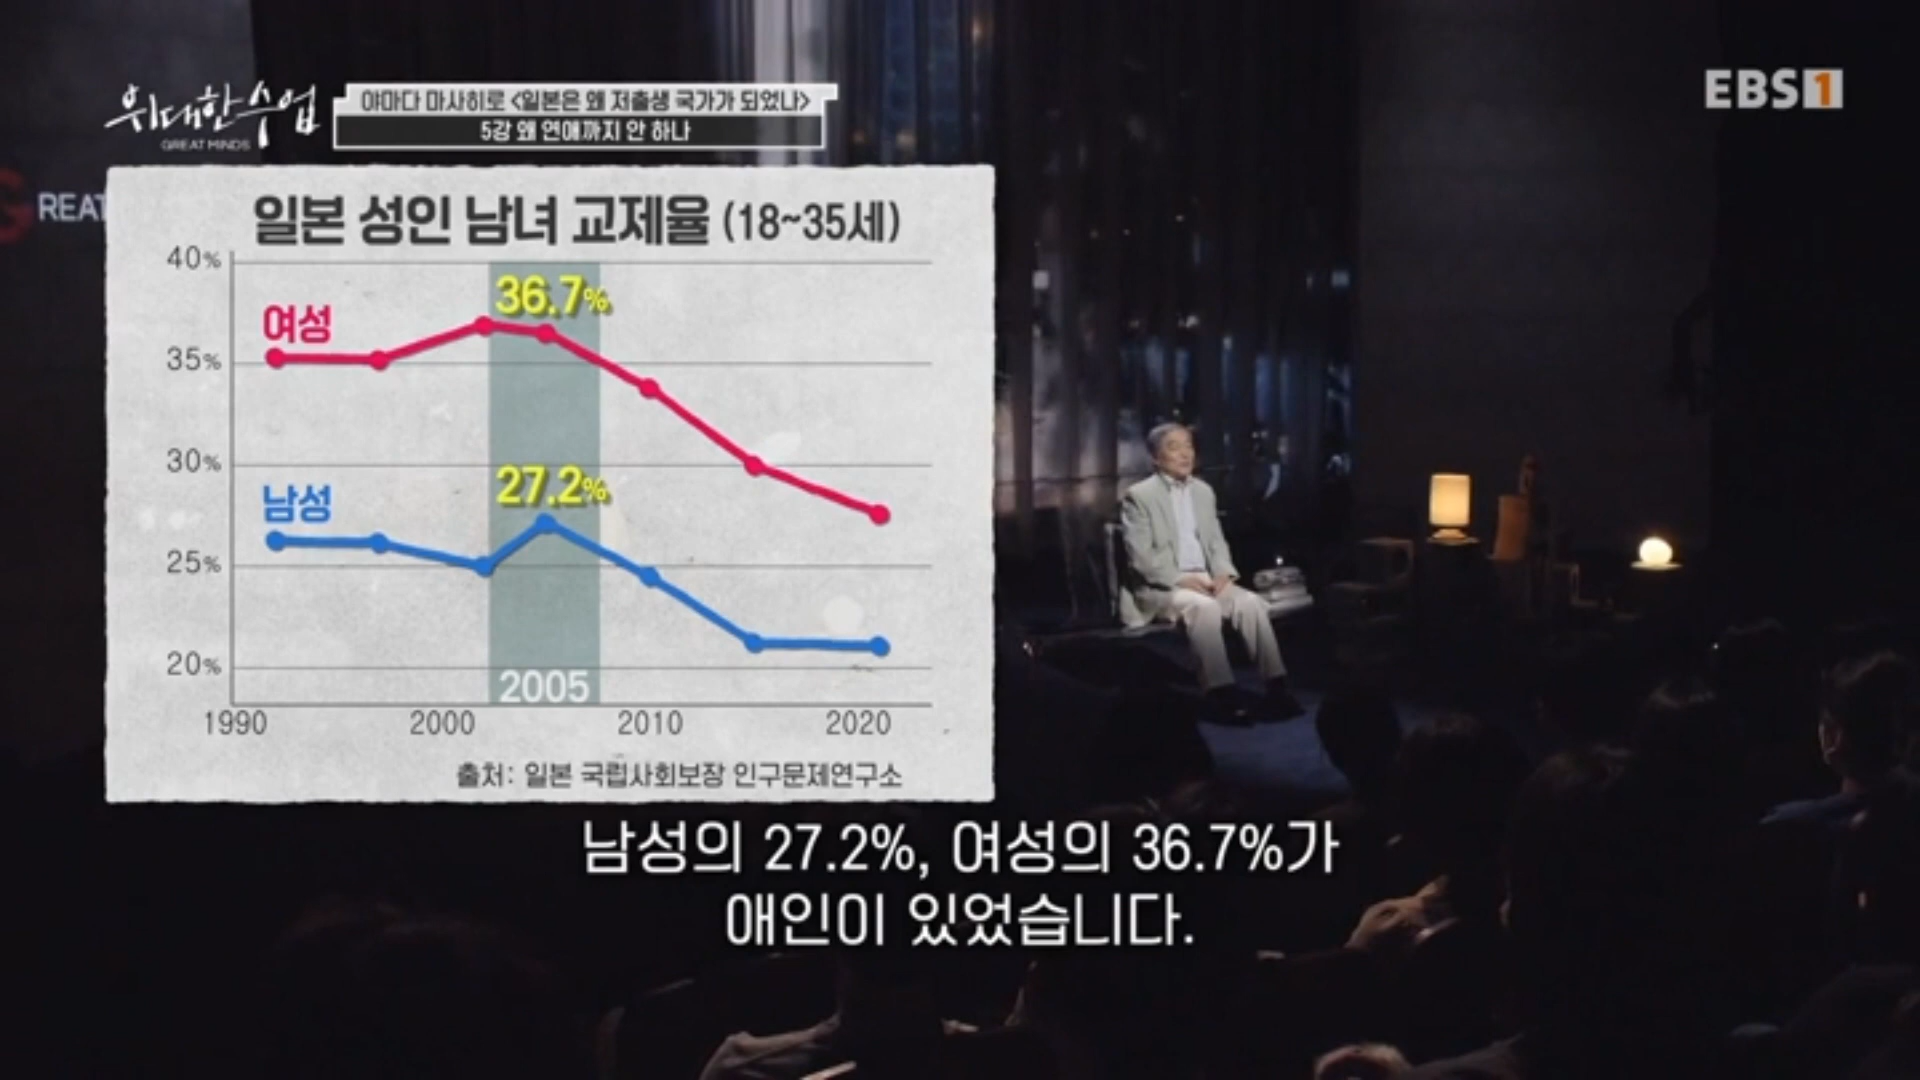 위대한 수업
GREAT MINDS
야마다 마사히로 <일본은 왜 저출생 국가가 되었나>
5강 왜 연애까지 안 하나
EBS1
REAT
일본 성인 남녀 교제율 (18~35세)
40%
35%
30%
25%
20%
여성
남성
36.7%
27.2%
2005
1990 2000 2010 2020
출처: 일본 국립사회보장 인구문제연구소
남성의 27.2%, 여성의 36.7%가
애인이 있었습니다.